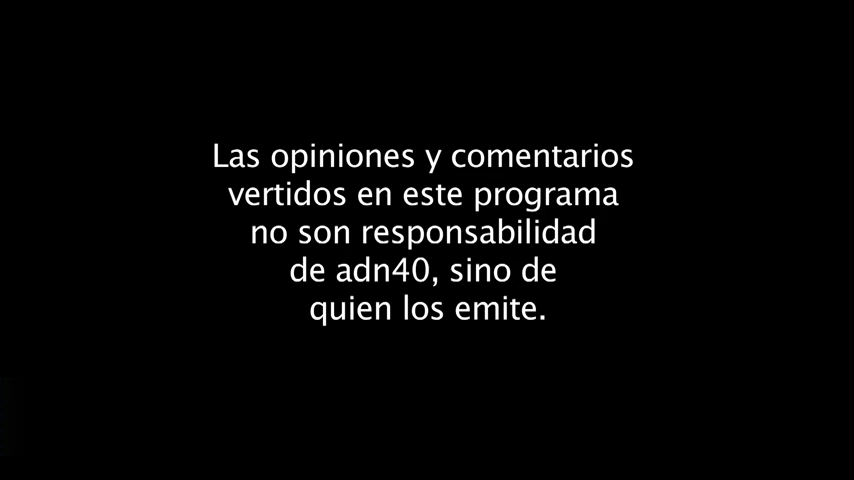 Las opiniones y comentarios
vertidos en este programa
no son responsabilidad
de adn40, sino de
quien los emite.